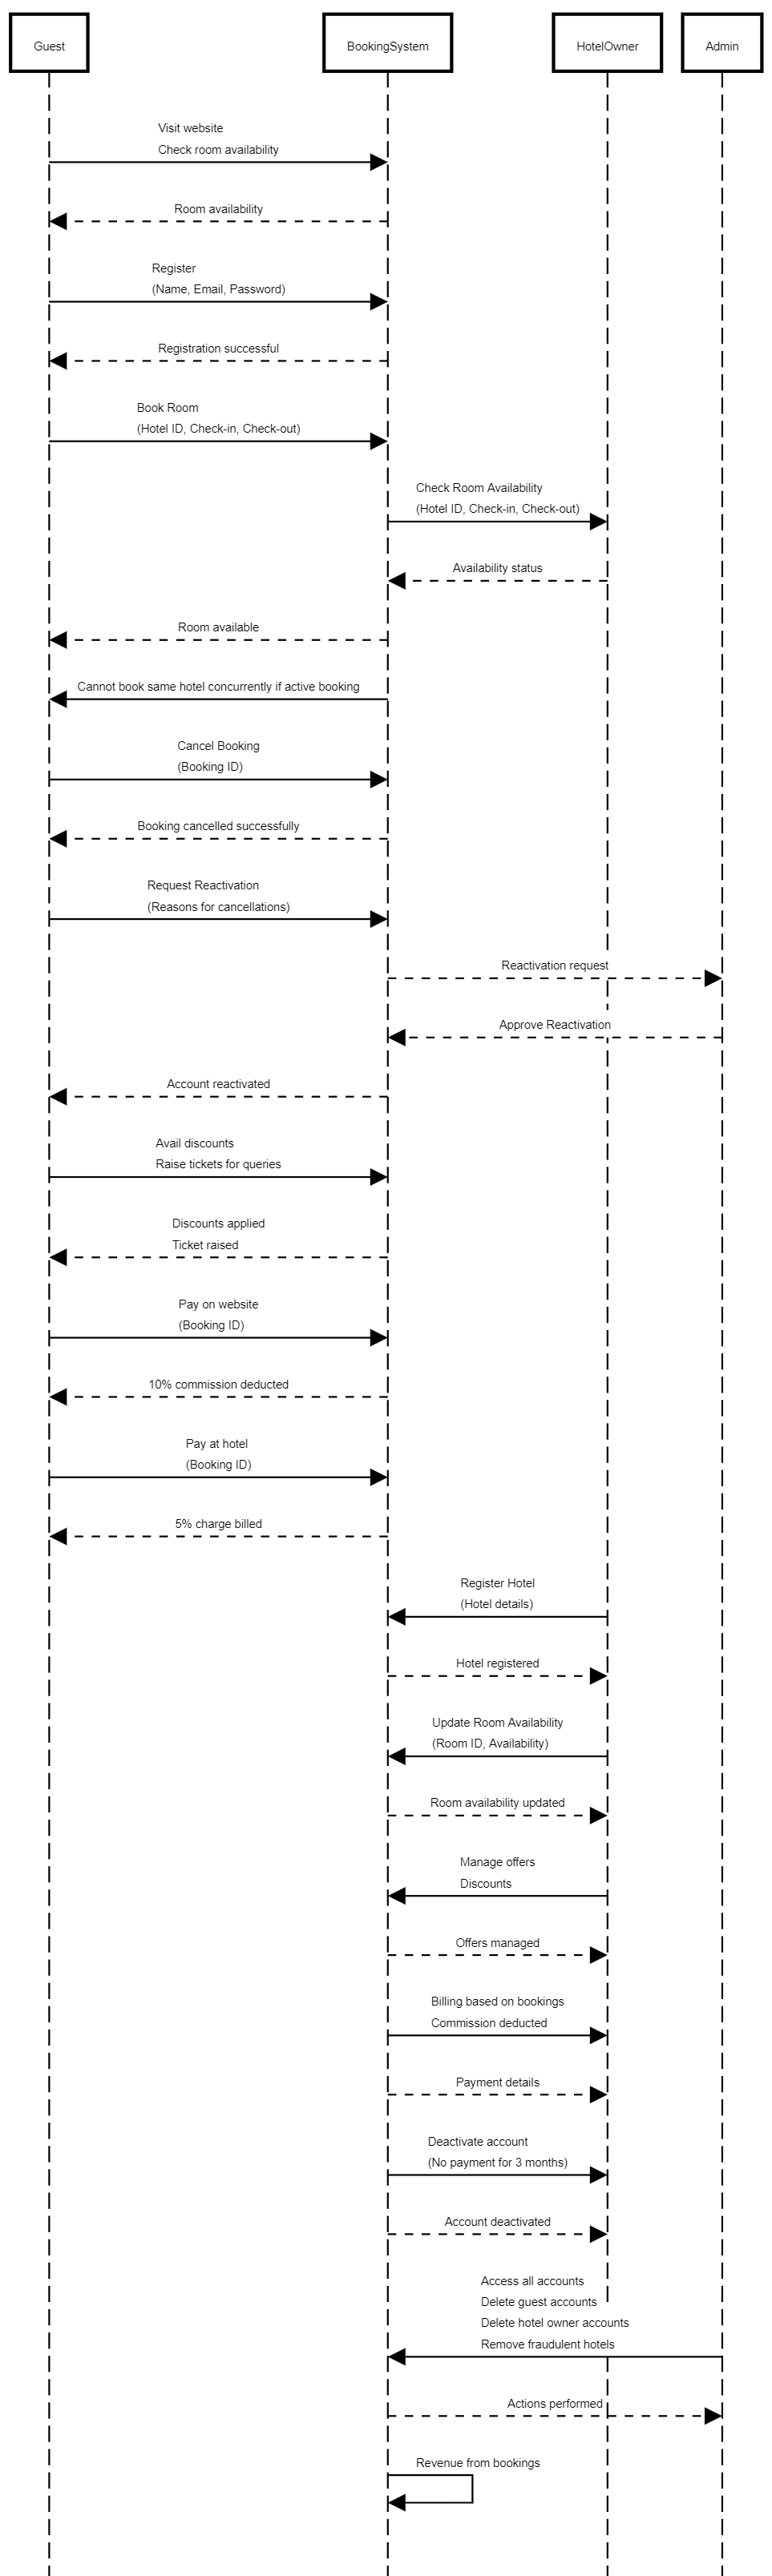 Guest
BookingSystem
HotelOwner
Admin
Visit website
Check room availability
Room availability
Register
(Name, Email, Password)
Registration successful
Book Room
(Hotel ID, Check-in, Check-out)
Check Room Availability
(Hotel ID, Check-in, Check-out)
Availability status
Room available
Cannot book same hotel concurrently if active booking
Cancel Booking
(Booking ID)
Booking cancelled successfully
Request Reactivation
(Reasons for cancellations)
Reactivation request
Approve Reactivation
Account reactivated
Avail discounts
Raise tickets for queries
Discounts applied
Ticket raised
Pay on website
(Booking ID)
10% commission deducted
Pay at hotel
(Booking ID)
5% charge billed
Register Hotel
(Hotel details)
Hotel registered
Update Room Availability
(Room ID, Availability)
Room availability updated
Manage offers
Discounts
Offers managed
Billing based on bookings
Commission deducted
Payment details
Deactivate account
(No payment for 3 months)
Account deactivated
Access all accounts
Delete guest accounts
Delete hotel owner accounts
Remove fraudulent hotels
Actions performed
Revenue from bookings